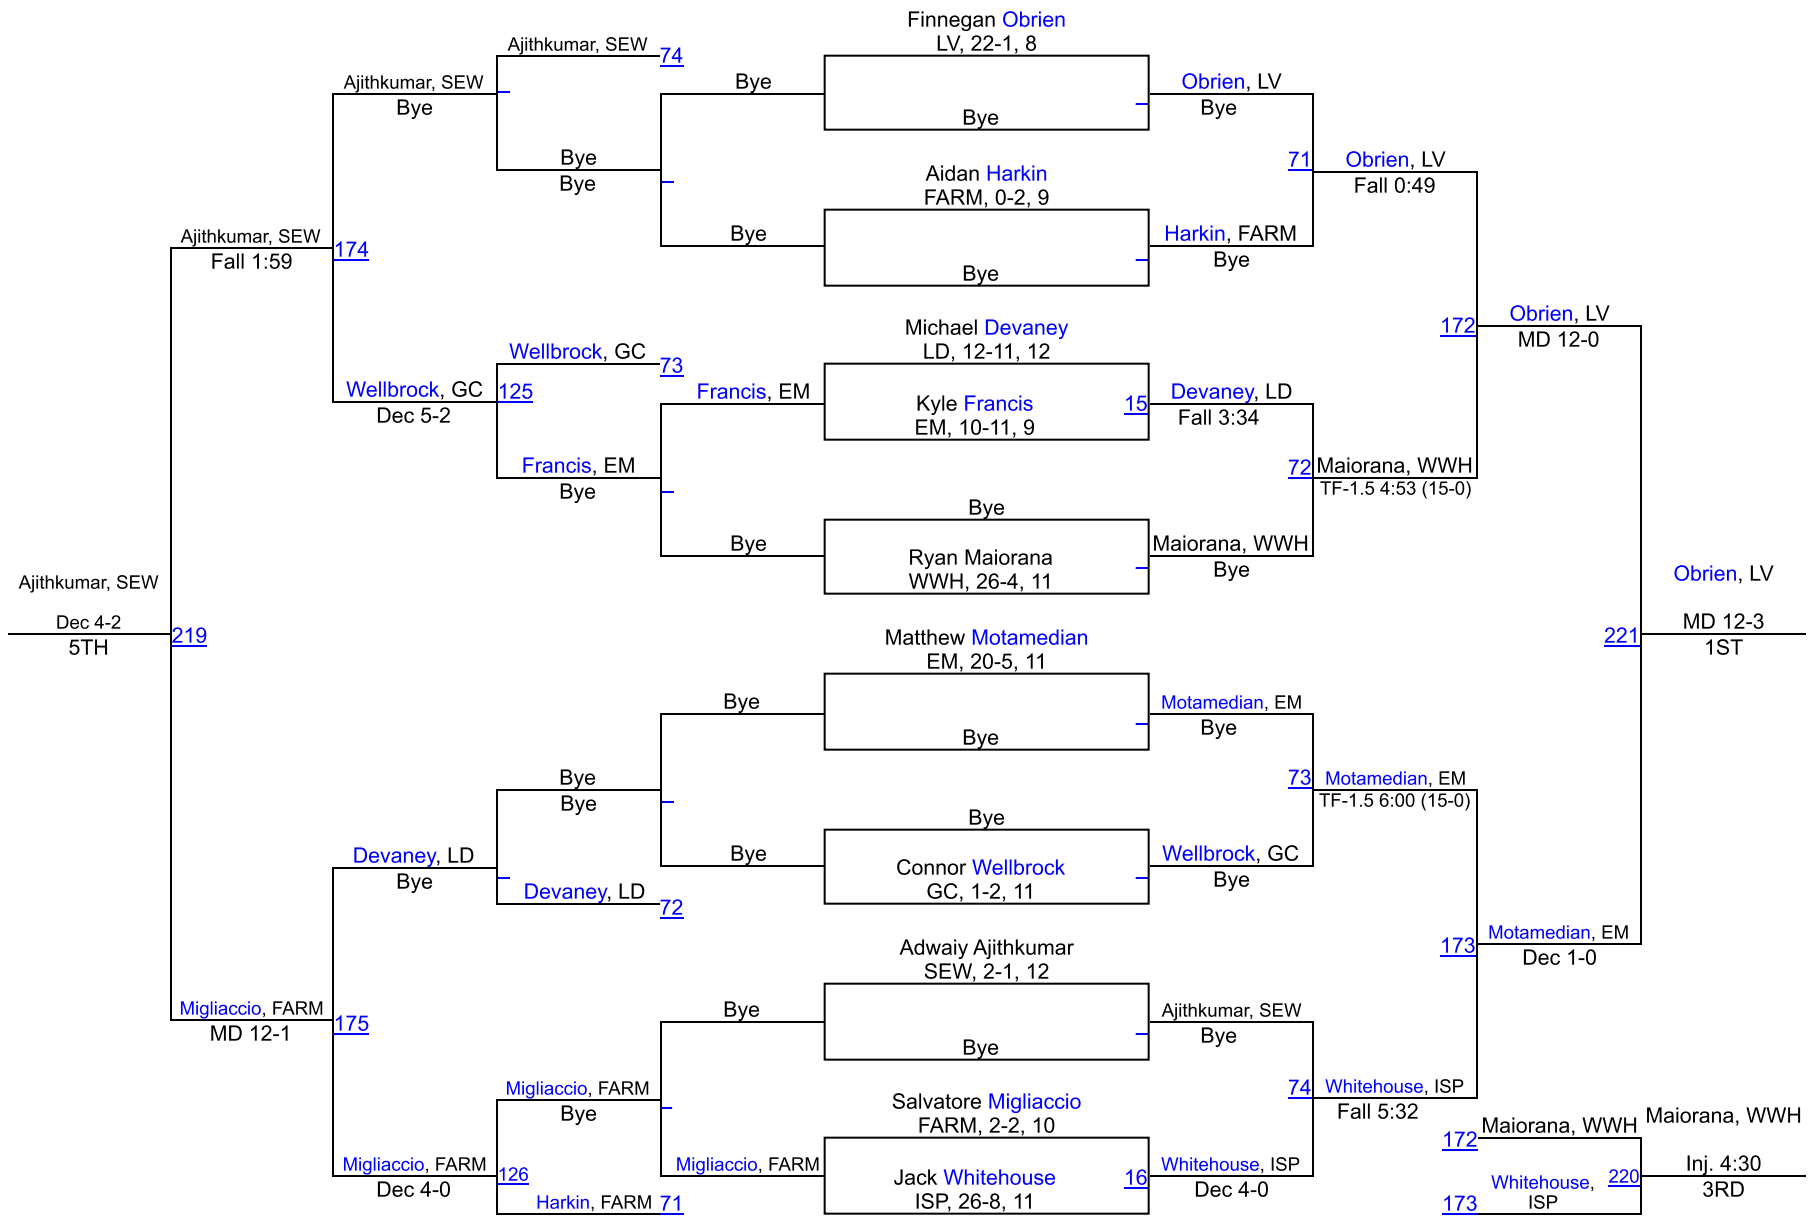 Finnegan Obrien
LV, 22-1, 8
Bye
Aidan Harkin
FARM, 0-2, 9
Bye
Michael Devaney
LD, 12-11, 12
Kyle Francis
EM, 10-11, 9
15
Bye
Ryan Maiorana
WWH, 26-4, 11
Matthew Motamedian
EM, 20-5, 11
Bye
Bye
Connor Wellbrock
GC, 1-2, 11
Adwaiy Ajithkumar
SEW, 2-1, 12
Bye
Salvatore Migliaccio
FARM, 2-2, 10
Jack Whitehouse
ISP, 26-8, 11
16
Obrien, LV
Bye
71
Harkin, FARM
Bye
Devaney, LD
Fall 3:34
72
Maiorana, WWH
Bye
Motamedian, EM
Bye
73
Wellbrock, GC
Bye
Ajithkumar, SEW
Bye
74
Whitehouse, ISP
Dec 4-0
Obrien, LV
Fall 0:49
172
Maiorana, WWH
TF-1.5 4:53 (15-0)
Motamedian, EM
TF-1.5 6:00 (15-0)
173
Whitehouse, ISP
Fall 5:32
Obrien, LV
MD 12-0
221
Motamedian, EM
Dec 1-0
Obrien, LV
MD 12-3
1ST
172
Maiorana, WWH
173
Whitehouse,
ISP
220
Maiorana, WWH
Inj. 4:30
3RD
Bye
Bye
Francis, EM
Bye
Bye
Bye
Bye
Migliaccio, FARM
Ajithkumar, SEW
74
Bye
Bye
Wellbrock, GC
73
Francis, EM
Bye
Bye
Bye
Devaney, LD
72
Migliaccio, FARM
Bye
Harkin, FARM
71
Ajithkumar, SEW
Bye
Wellbrock, GC
125
Dec 5-2
Devaney, LD
Bye
Migliaccio, FARM
126
Dec 4-0
Ajithkumar, SEW
174
Fall 1:59
Migliaccio, FARM
175
MD 12-1
Ajithkumar, SEW
Dec 4-2
219
5TH